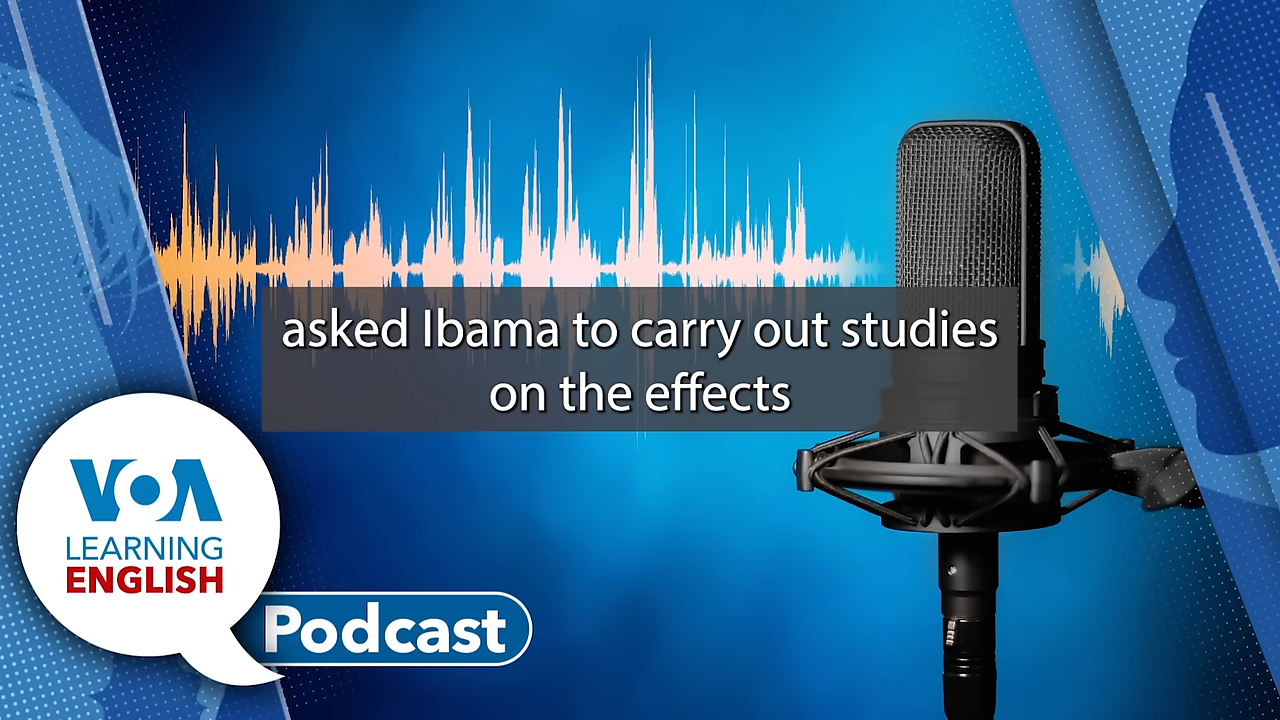 asked Ibama to carry out studies
on the effects
VOA
LEARNING
ENGLISH
Podcast